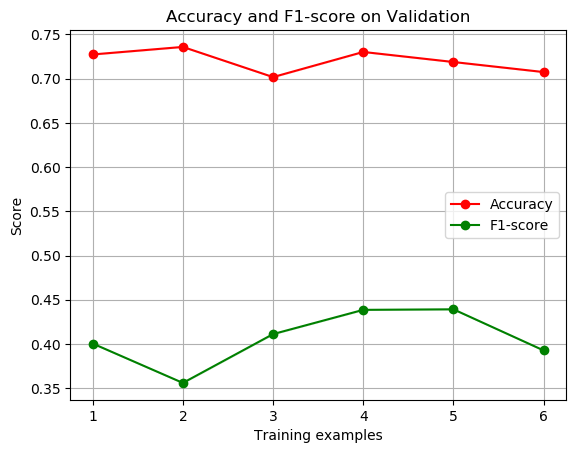 Accuracy and F1-score on Validation
0.75
0.70
0.65
0.60
0.55
0.50
0.45
0.40
0.35
Score
Accuracy
F1-score
1 2 3 4 5 6
Training examples